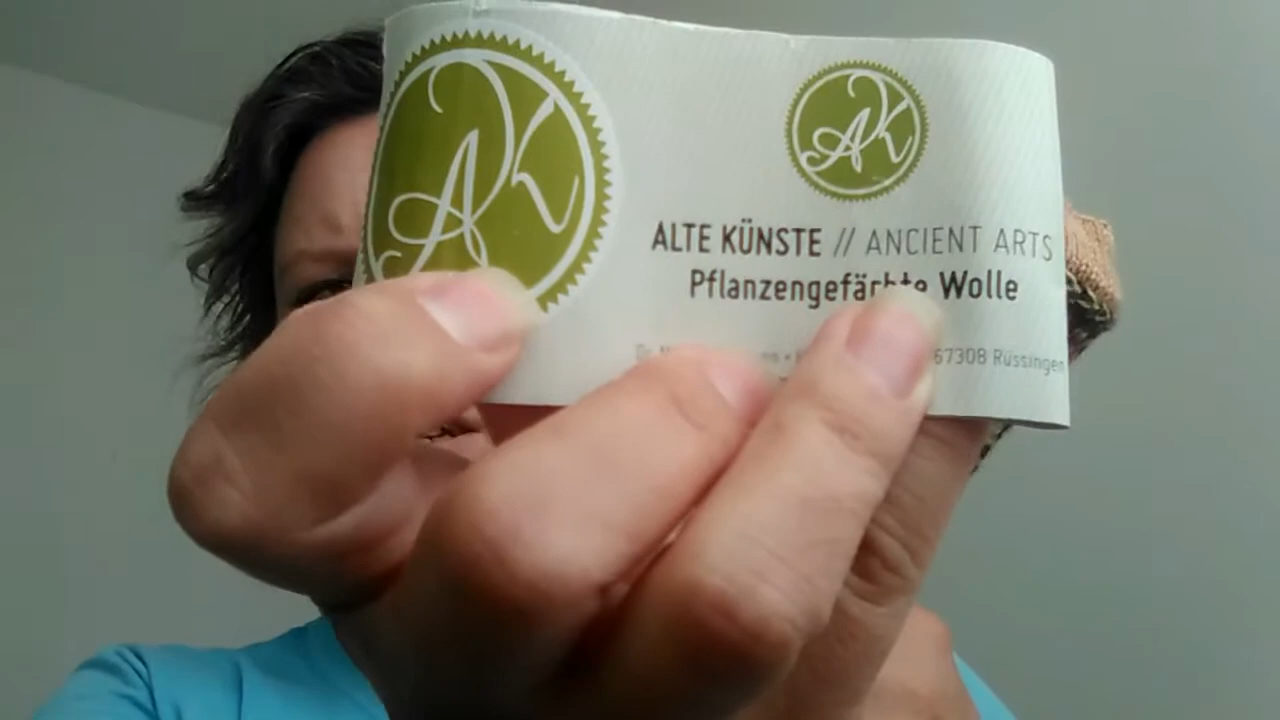 AK
AK
ALTE KÜNSTE // ANCIENT ARTS
Pflanzengefärbte Wolle
67308 Rüssingen